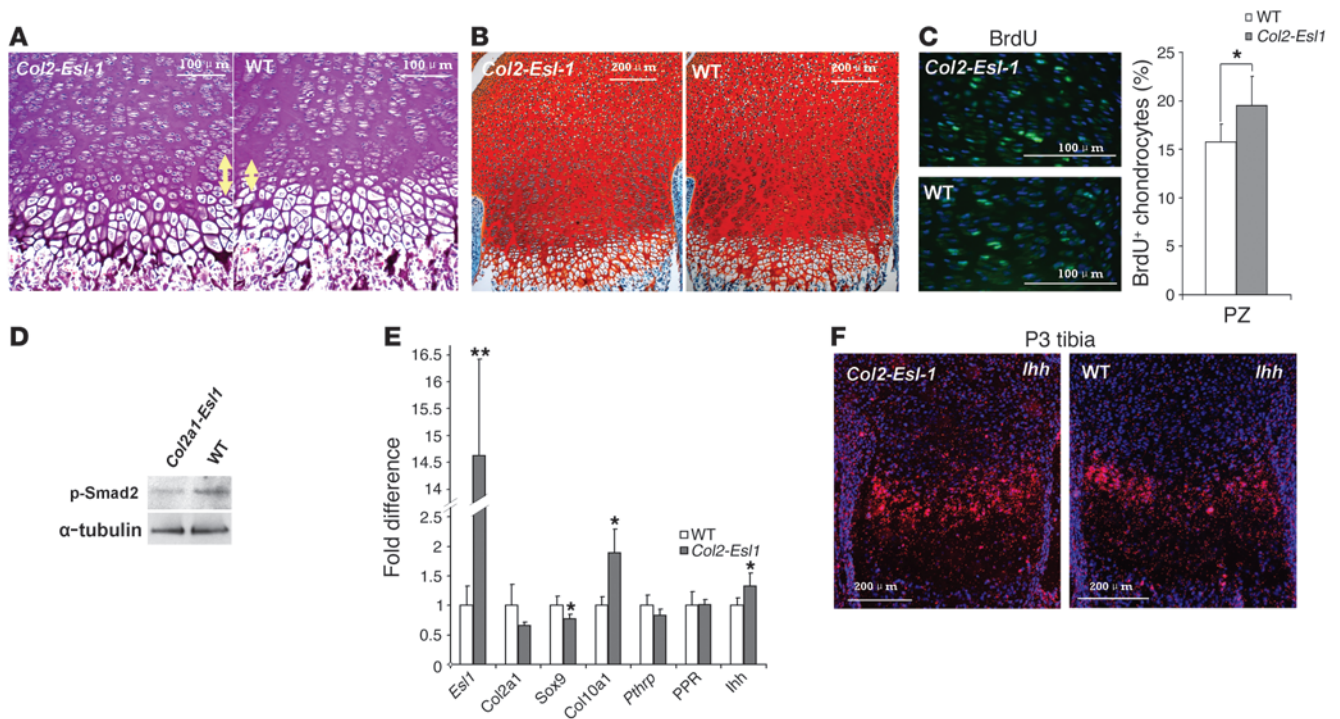 A
Col2-Esl-1
100 μm
WT
100 μm
B
Col2-Esl-1
200 μm
WT
200 μm
C
BrdU
Col2-Esl-1
100 μm
WT
100 μm
WT
Col2-Esl1
*
BrdU+ chondrocytes (%)
25
20
15
10
5
0
PZ
D
Col2a1-Esl1
WT
p-Smad2
α-tubulin
E
Fold difference
16.5
16
15.5
15
14.5
14
2.5
2
1.5
1
0.5
0
**
*
*
*
WT
Col2-Esl1
Esl1
Col2a1
Sox9
Col10a1
Pthrp
PPR
Ihh
F
P3 tibia
Col2-Esl-1
Ihh
200 μm
WT
Ihh
200 μm